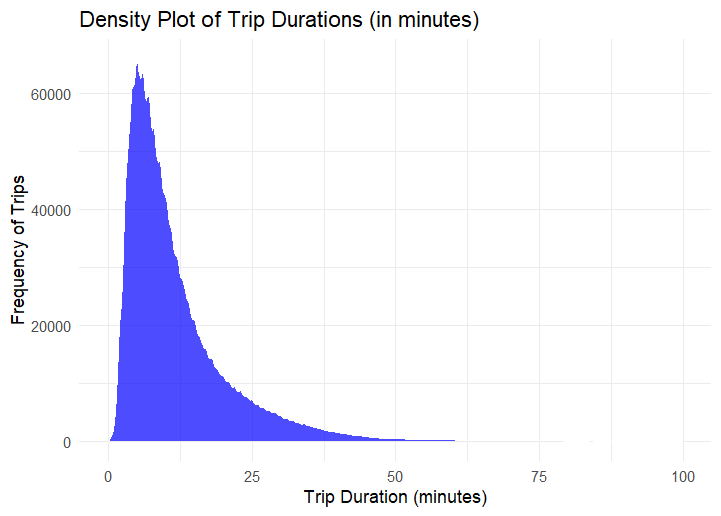 Density Plot of Trip Durations (in minutes)
Frequency of Trips
60000
40000
20000
0
0 25 50 75 100
Trip Duration (minutes)